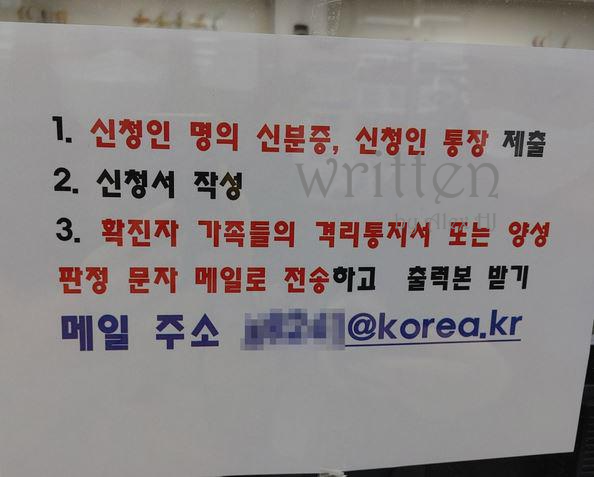 1. 신청인 명의 신분증, 신청인 통장 제출
2. 신청서 작성
3. 확진자 가족들의 격리통지서 또는 양성
판정 문자 메일로 전송하고 출력본 받기
메일 주소 @korea.kr
written
by Alex HJ